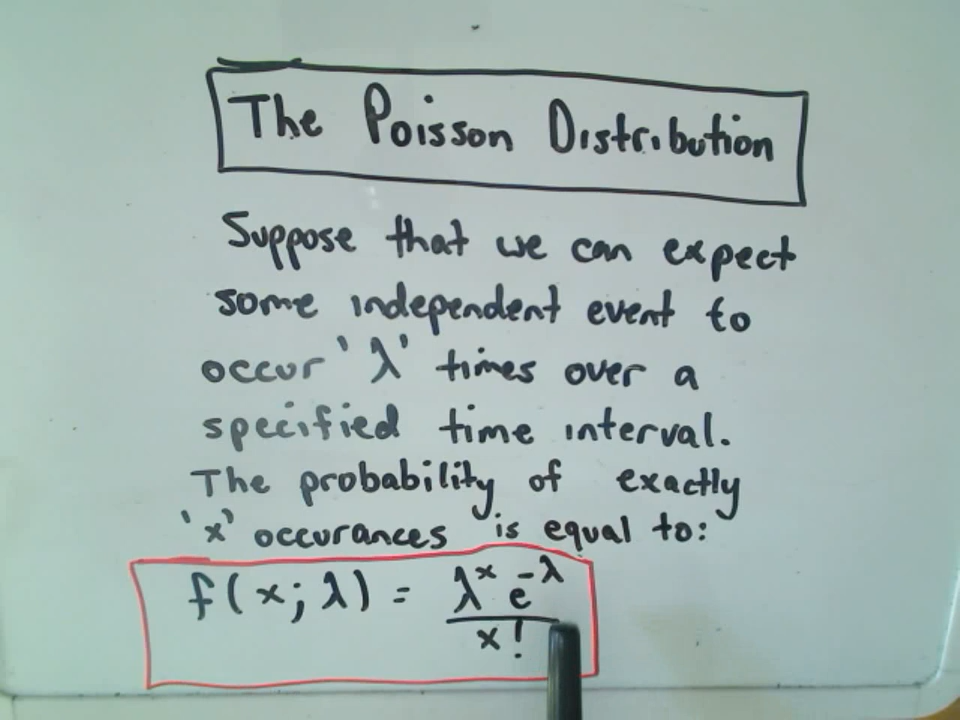 The Poisson Distribution
Suppose that we can expect
some independent event to
occur 'λ' times over a
specified time interval.
The probability of exactly
'x' occurances is equal to:
f(x; λ) = λ^x e^-λ / x!